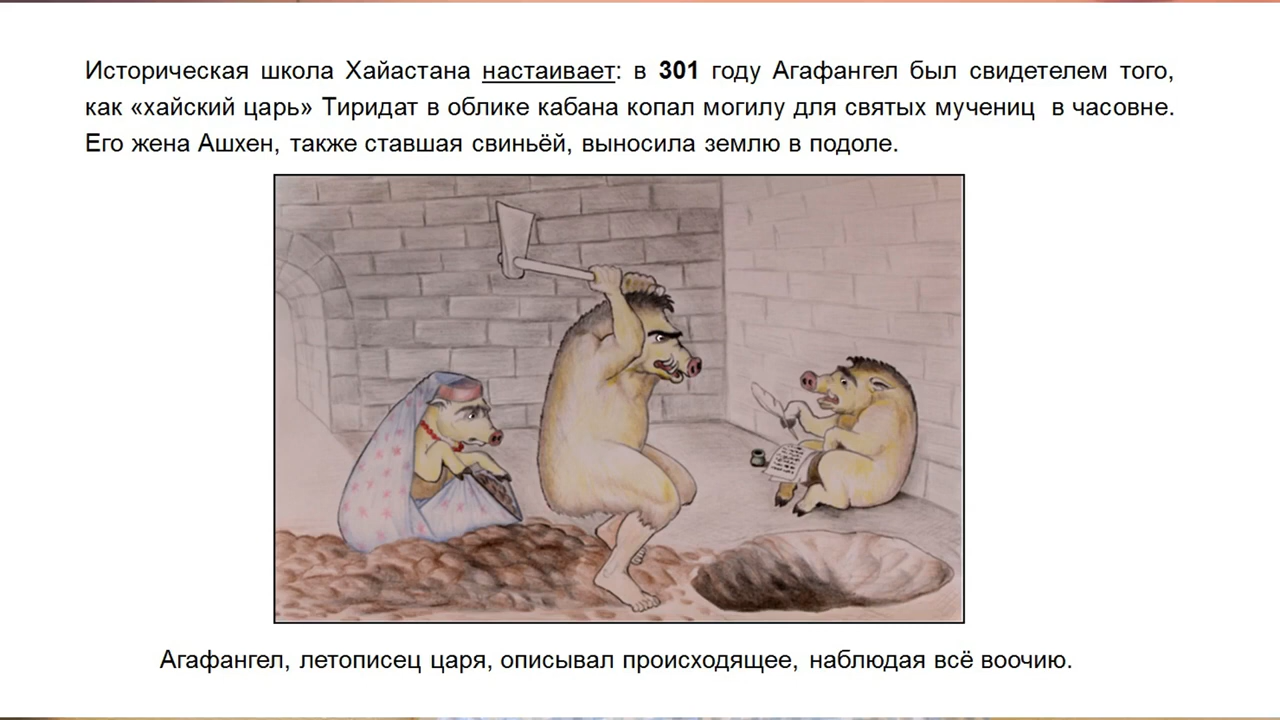 Историческая школа Хайастана настаивает: в 301 году Агафангел был свидетелем того,
как «хайский царь» Тиридат в облике кабана копал могилу для святых мучениц в часовне.
Его жена Ашхен, также ставшая свиньёй, выносила землю в подоле.
Агафангел, летописец царя, описывал происходящее, наблюдая всё воочию.